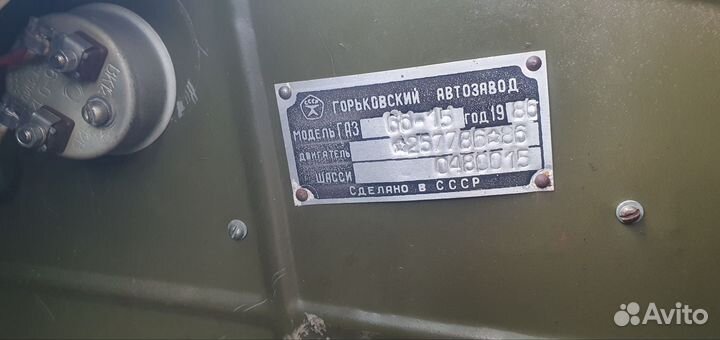 СССР
ГОРЬКОВСКИЙ АВТОЗАВОД
МОДЕЛЬ ГАЗ 66-15 ГОД 1986
ДВИГАТЕЛЬ *257786*86
ШАССИ 0480015
СДЕЛАНО В СССР
Avito